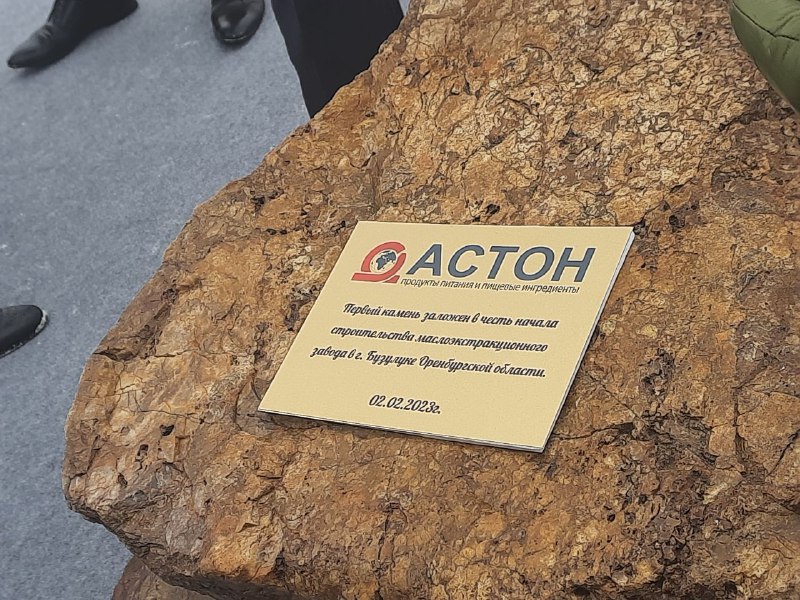 АСТОН
продукты питания и пищевые ингредиенты
Первый камень заложен в честь начала
строительства маслоэкстракционного
завода в г. Бузулуке Оренбургской области.
02.02.2023г.